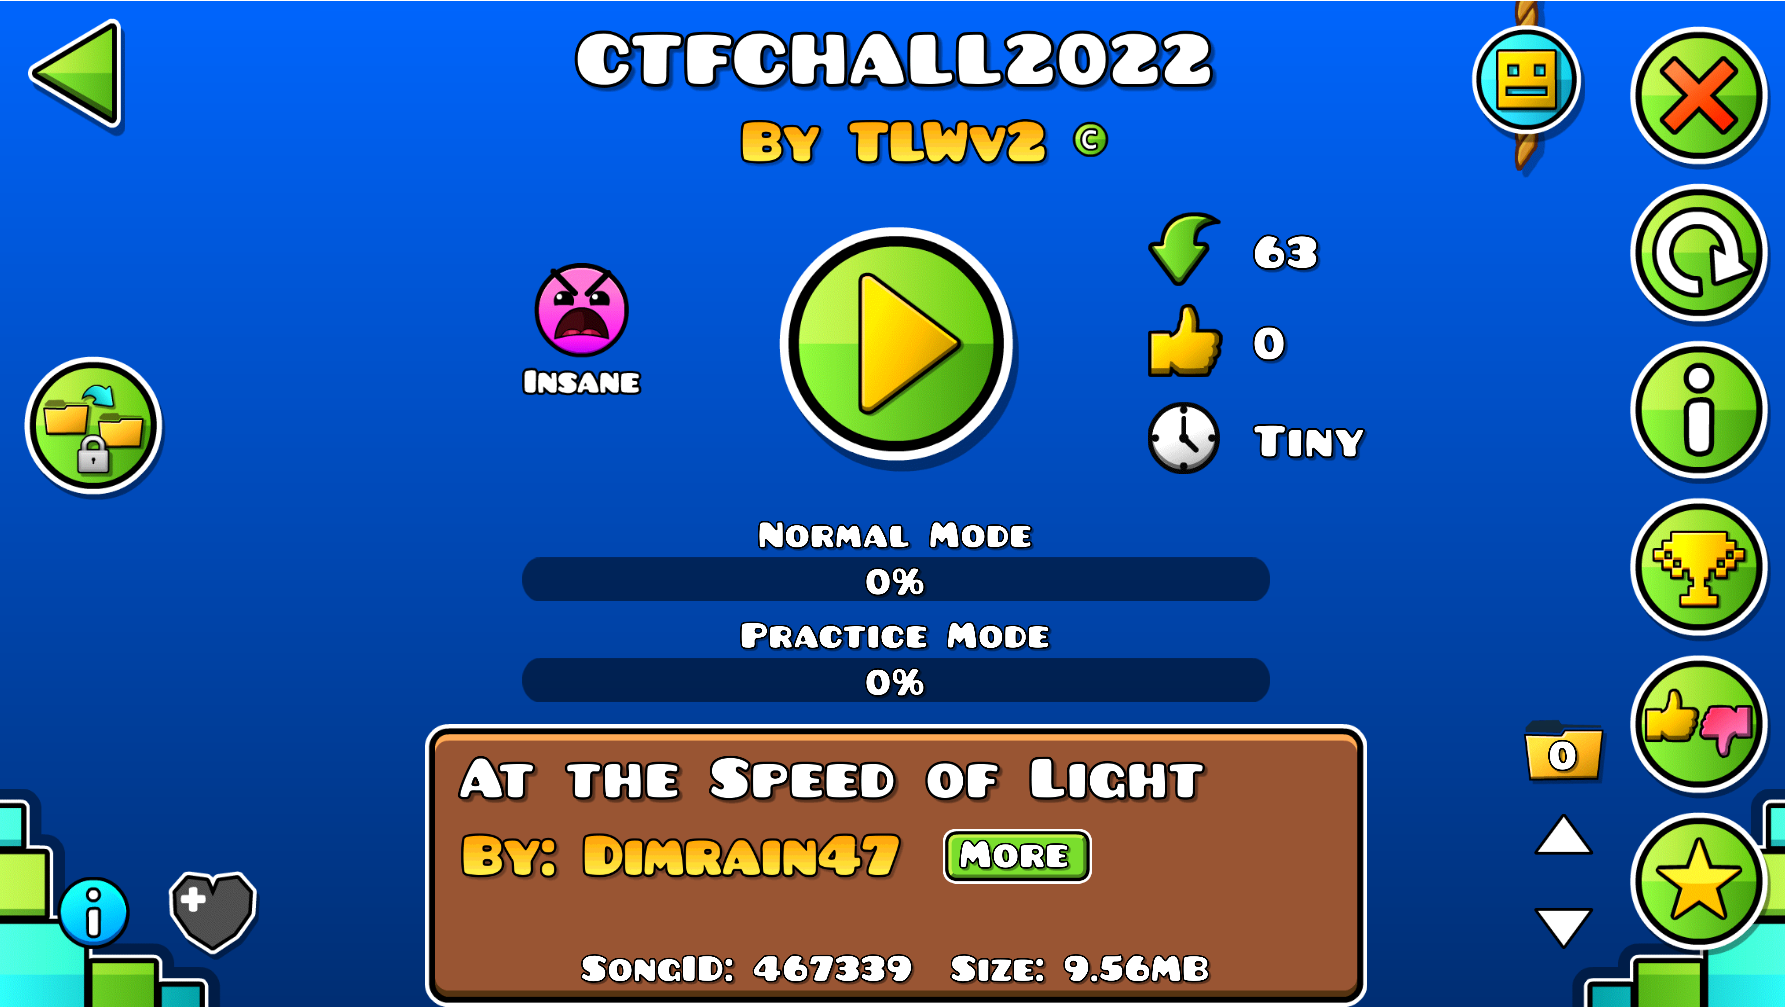 CTFCHALL2022
By TLWv2 C
63
Insane
0
Tiny
Normal Mode
0%
Practice Mode
0%
At the Speed of Light
By: Dimrain47 More
0
SongID: 467339 Size: 9.56MB